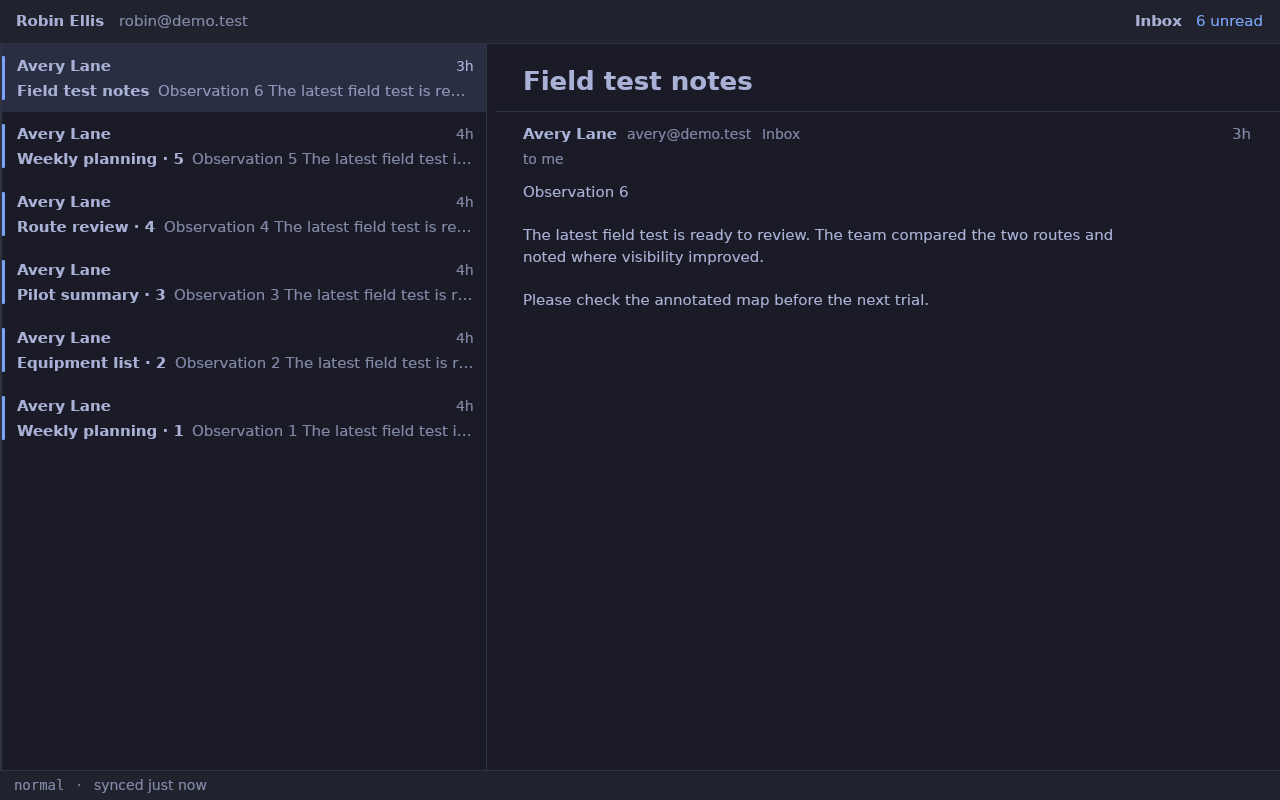 Robin Ellis robin@demo.test Inbox 6 unread
Avery Lane 3h
Field test notes Observation 6 The latest field test is re…
Avery Lane 4h
Weekly planning · 5 Observation 5 The latest field test i…
Avery Lane 4h
Route review · 4 Observation 4 The latest field test is re…
Avery Lane 4h
Pilot summary · 3 Observation 3 The latest field test is r…
Avery Lane 4h
Equipment list · 2 Observation 2 The latest field test is r…
Avery Lane 4h
Weekly planning · 1 Observation 1 The latest field test i…
Field test notes
Avery Lane avery@demo.test Inbox 3h
to me
Observation 6
The latest field test is ready to review. The team compared the two routes and
noted where visibility improved.
Please check the annotated map before the next trial.
normal · synced just now